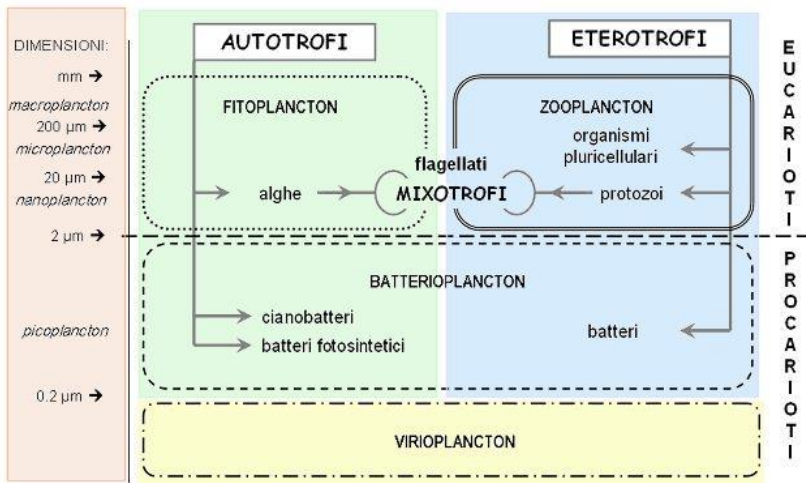 DIMENSIONI:
mm →
macroplancton
200 µm →
microplancton
20 µm →
nanoplancton
2 µm →
picoplancton
0.2 µm →
AUTOTROFI
ETEROTROFI
FITOPLANCTON
ZOOPLANCTON
organismi
pluricellulari
flagellati
alghe
MIXOTROFI
protozoi
BATTERIOPLANCTON
cianobatteri
batteri fotosintetici
batteri
VIRIOPLANCTON
EUCARIOTI
PROCARIOTI